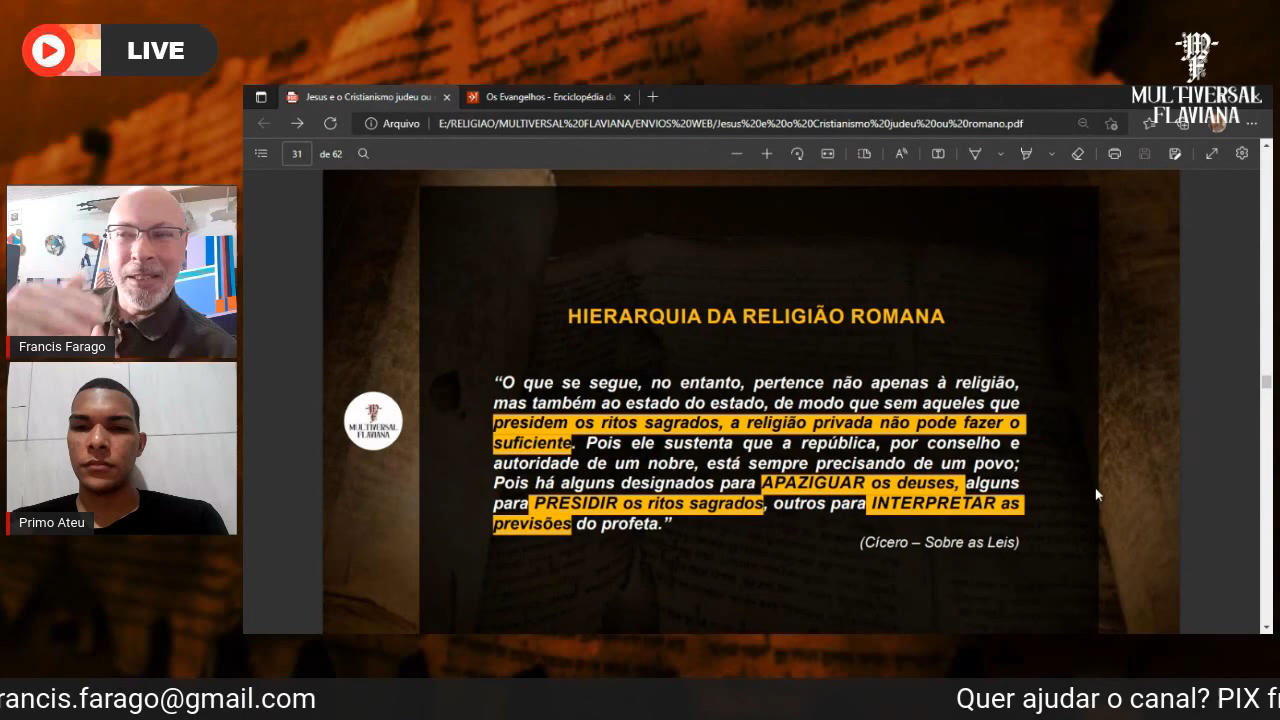 LIVE
MULTIVERSAL
FLAVIANA
Jesus e o Cristianismo judeu ou
Os Evangelhos - Enciclopédia da
Arquivo
E:/RELIGIAO/MULTIVERSAL%20FLAVIANA/ENVIOS%20WEB/Jesus%20e%20o%20Cristianismo%20judeu%20ou%20romano.pdf
31 de 62
HIERARQUIA DA RELIGIÃO ROMANA
“O que se segue, no entanto, pertence não apenas à religião,
mas também ao estado do estado, de modo que sem aqueles que
presidem os ritos sagrados, a religião privada não pode fazer o
suficiente. Pois ele sustenta que a república, por conselho e
autoridade de um nobre, está sempre precisando de um povo;
Pois há alguns designados para APAZIGUAR os deuses, alguns
para PRESIDIR os ritos sagrados, outros para INTERPRETAR as
previsões do profeta.”
(Cícero – Sobre as Leis)
MULTIVERSAL
FLAVIANA
Francis Farago
Primo Ateu
rancis.farago@gmail.com
Quer ajudar o canal? PIX fr